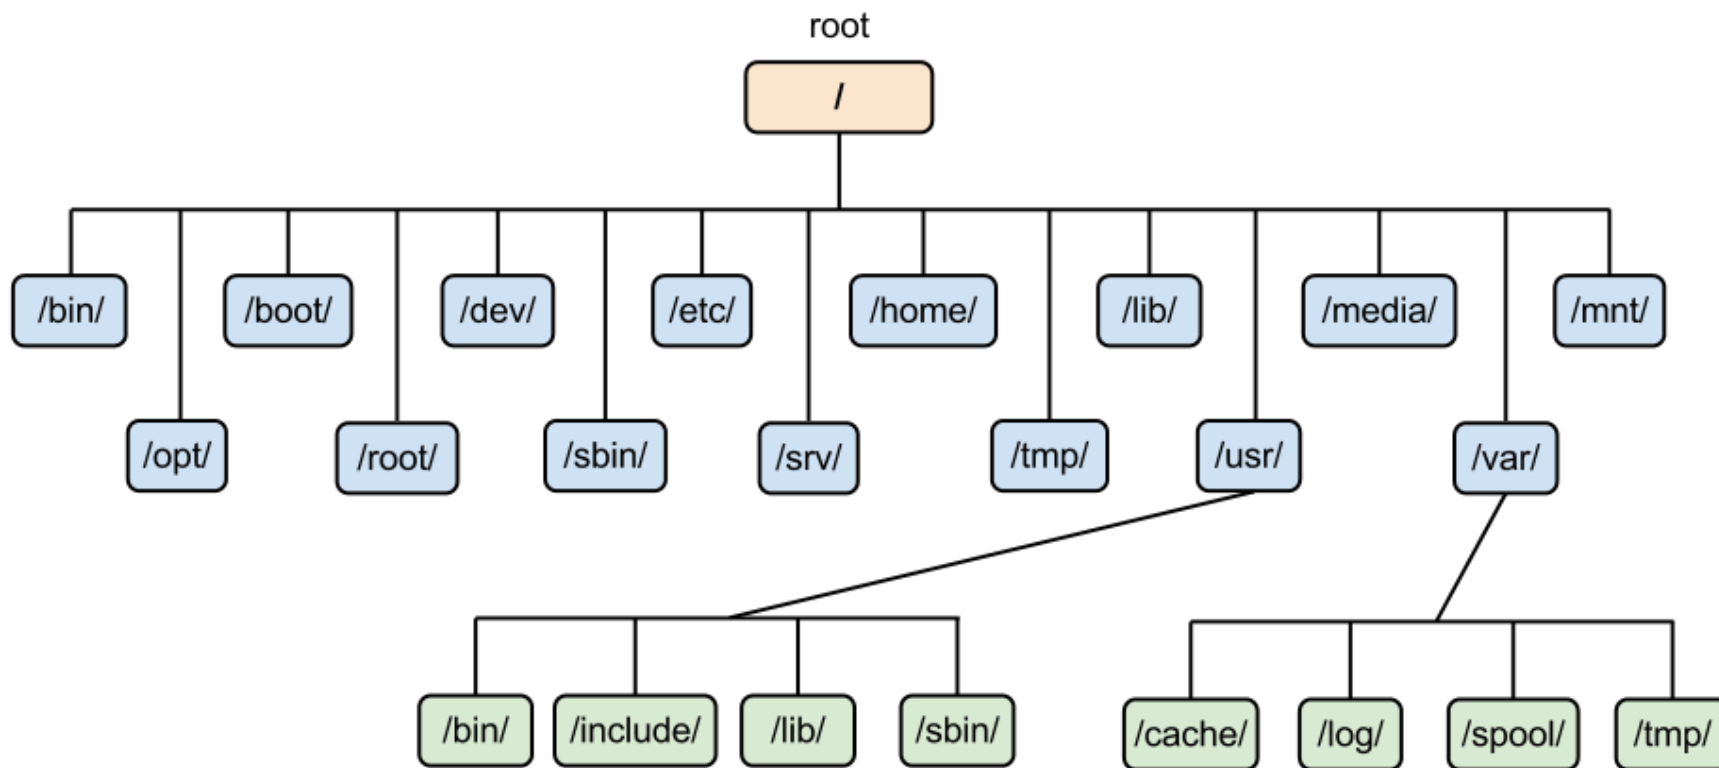 root
/
/bin/
/boot/
/dev/
/etc/
/home/
/lib/
/media/
/mnt/
/opt/
/root/
/sbin/
/srv/
/tmp/
/usr/
/var/
/bin/
/include/
/lib/
/sbin/
/cache/
/log/
/spool/
/tmp/